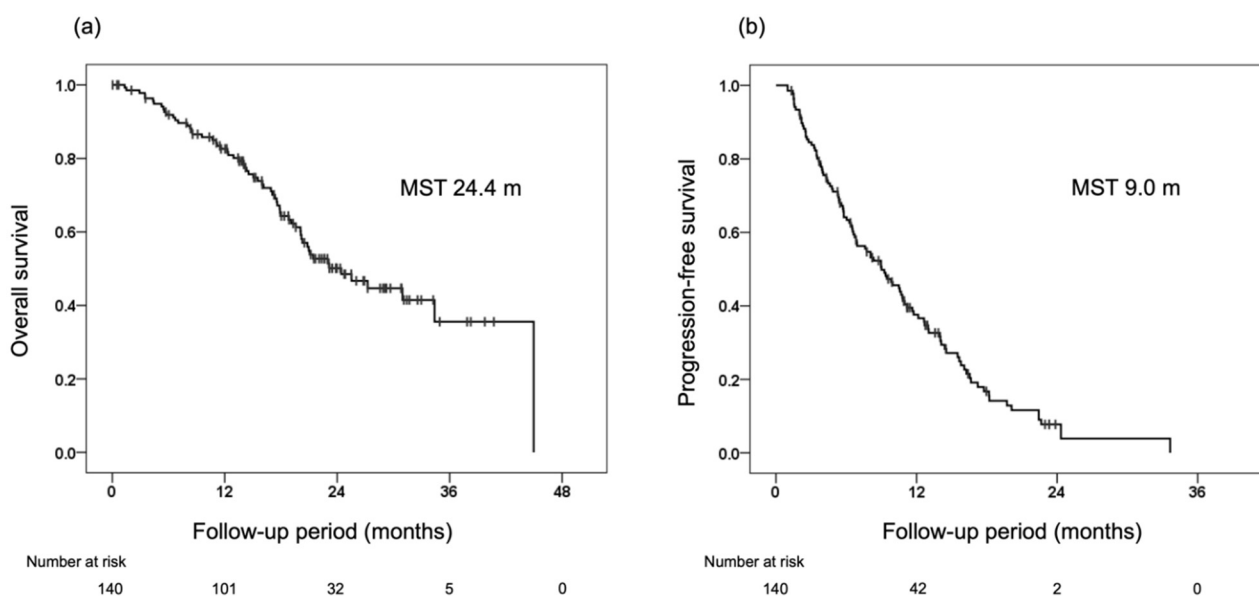 (a)
Overall survival
1.0
0.8
0.6
0.4
0.2
0.0
MST 24.4 m
0 12 24 36 48
Follow-up period (months)
Number at risk
140 101 32 5 0
(b)
Progression-free survival
1.0
0.8
0.6
0.4
0.2
0.0
MST 9.0 m
0 12 24 36
Follow-up period (months)
Number at risk
140 42 2 0